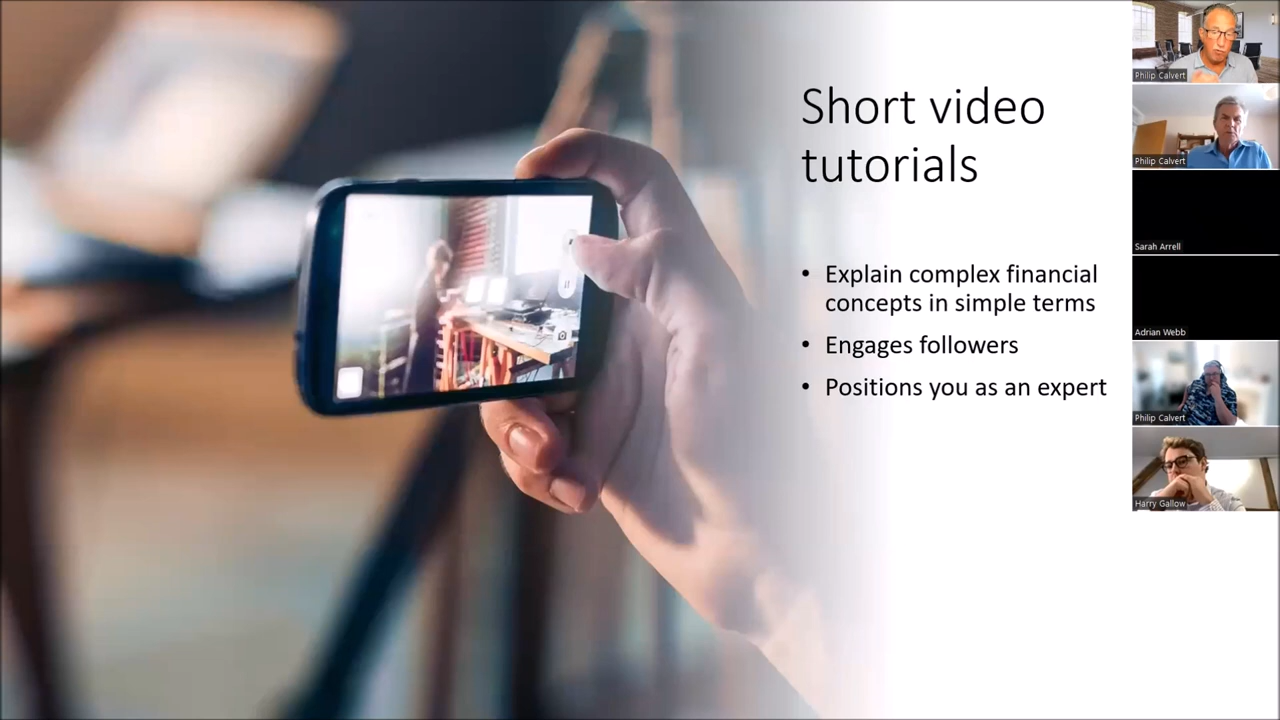 Short video
tutorials
• Explain complex financial
concepts in simple terms
• Engages followers
• Positions you as an expert
Philip Calvert
Philip Calvert
Sarah Arrell
Adrian Webb
Philip Calvert
Harry Gallow